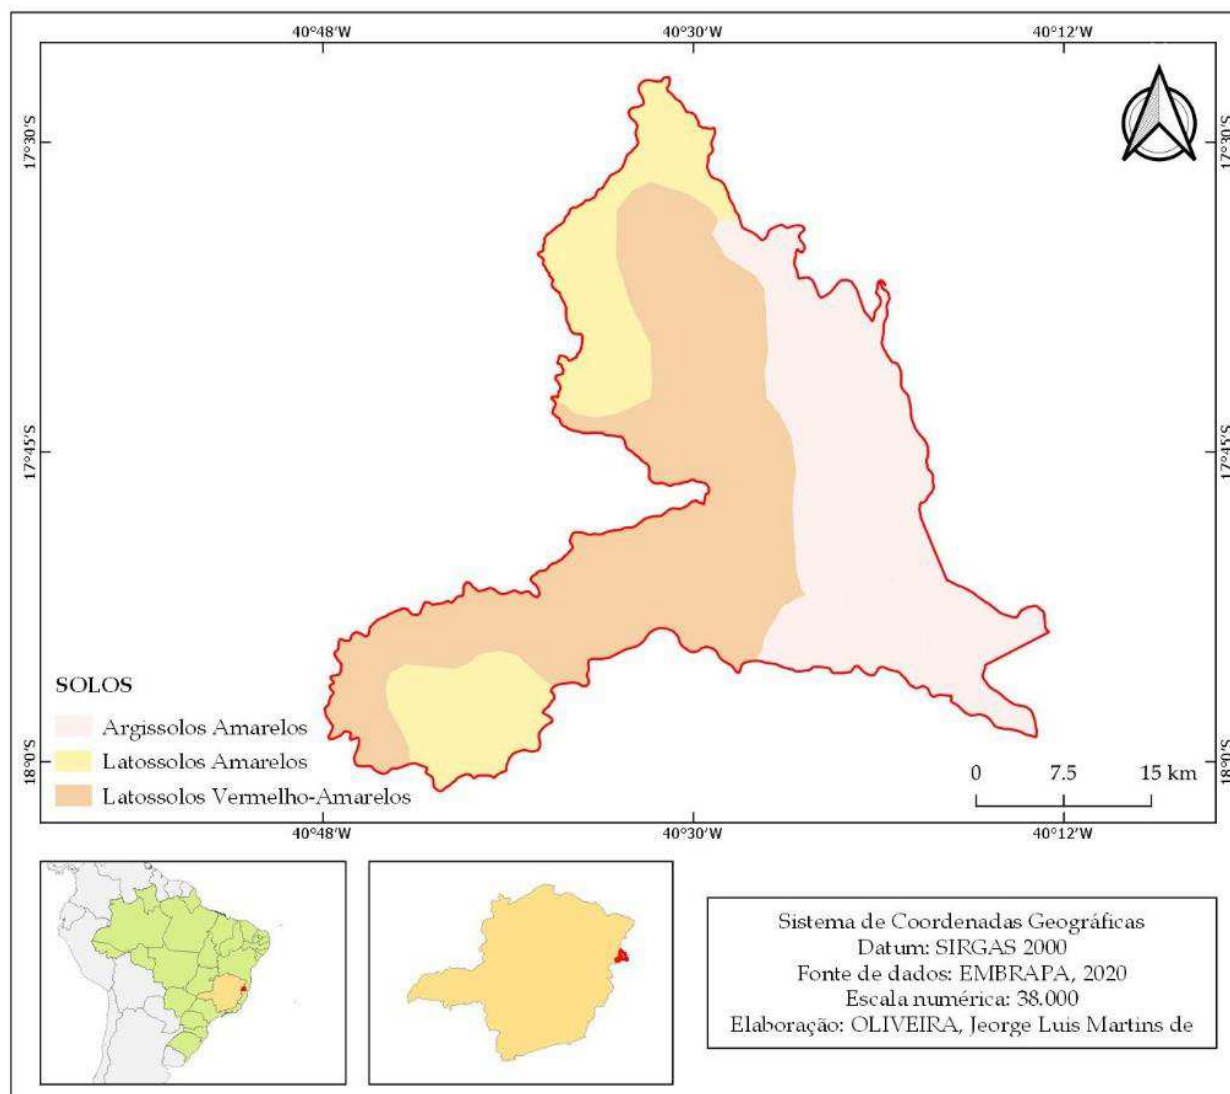 40°48'W
40°30'W
40°12'W
17°30'S
17°30'S
17°45'S
17°45'S
18°0'S
18°0'S
SOLOS
Argissolos Amarelos
Latossolos Amarelos
Latossolos Vermelho-Amarelos
0 7.5 15 km
40°48'W
40°30'W
40°12'W
Sistema de Coordenadas Geográficas
Datum: SIRGAS 2000
Fonte de dados: EMBRAPA, 2020
Escala numérica: 38.000
Elaboração: OLIVEIRA, Jeorge Luis Martins de